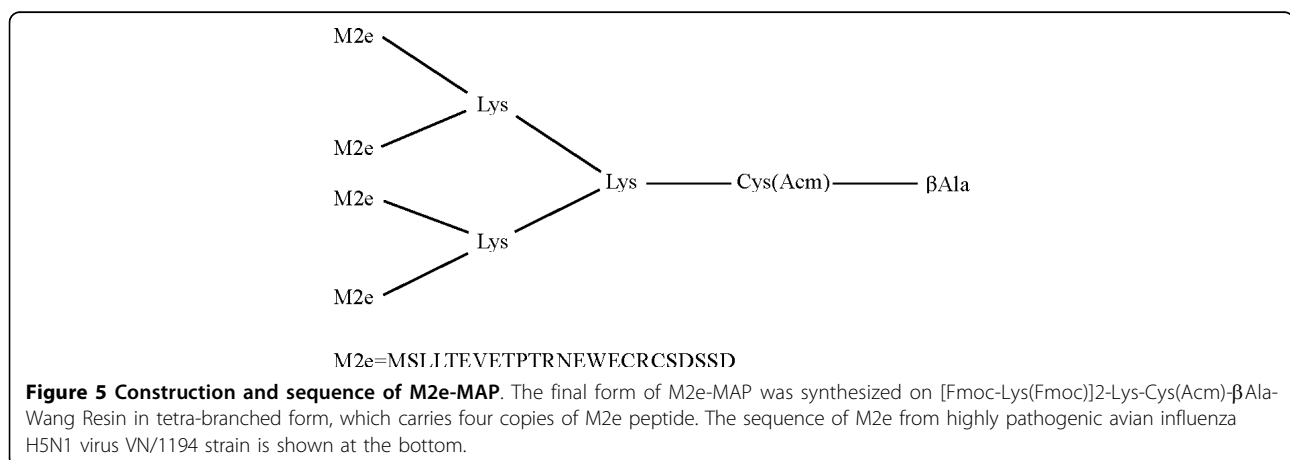 M2e
Lys
M2e
Lys Cys(Acm) βAla
M2e
Lys
M2e
M2e=MSLLTEVETPTRNEWECRCSDSSD
Figure 5 Construction and sequence of M2e-MAP. The final form of M2e-MAP was synthesized on [Fmoc-Lys(Fmoc)]2-Lys-Cys(Acm)-βAla-
Wang Resin in tetra-branched form, which carries four copies of M2e peptide. The sequence of M2e from highly pathogenic avian influenza
H5N1 virus VN/1194 strain is shown at the bottom.